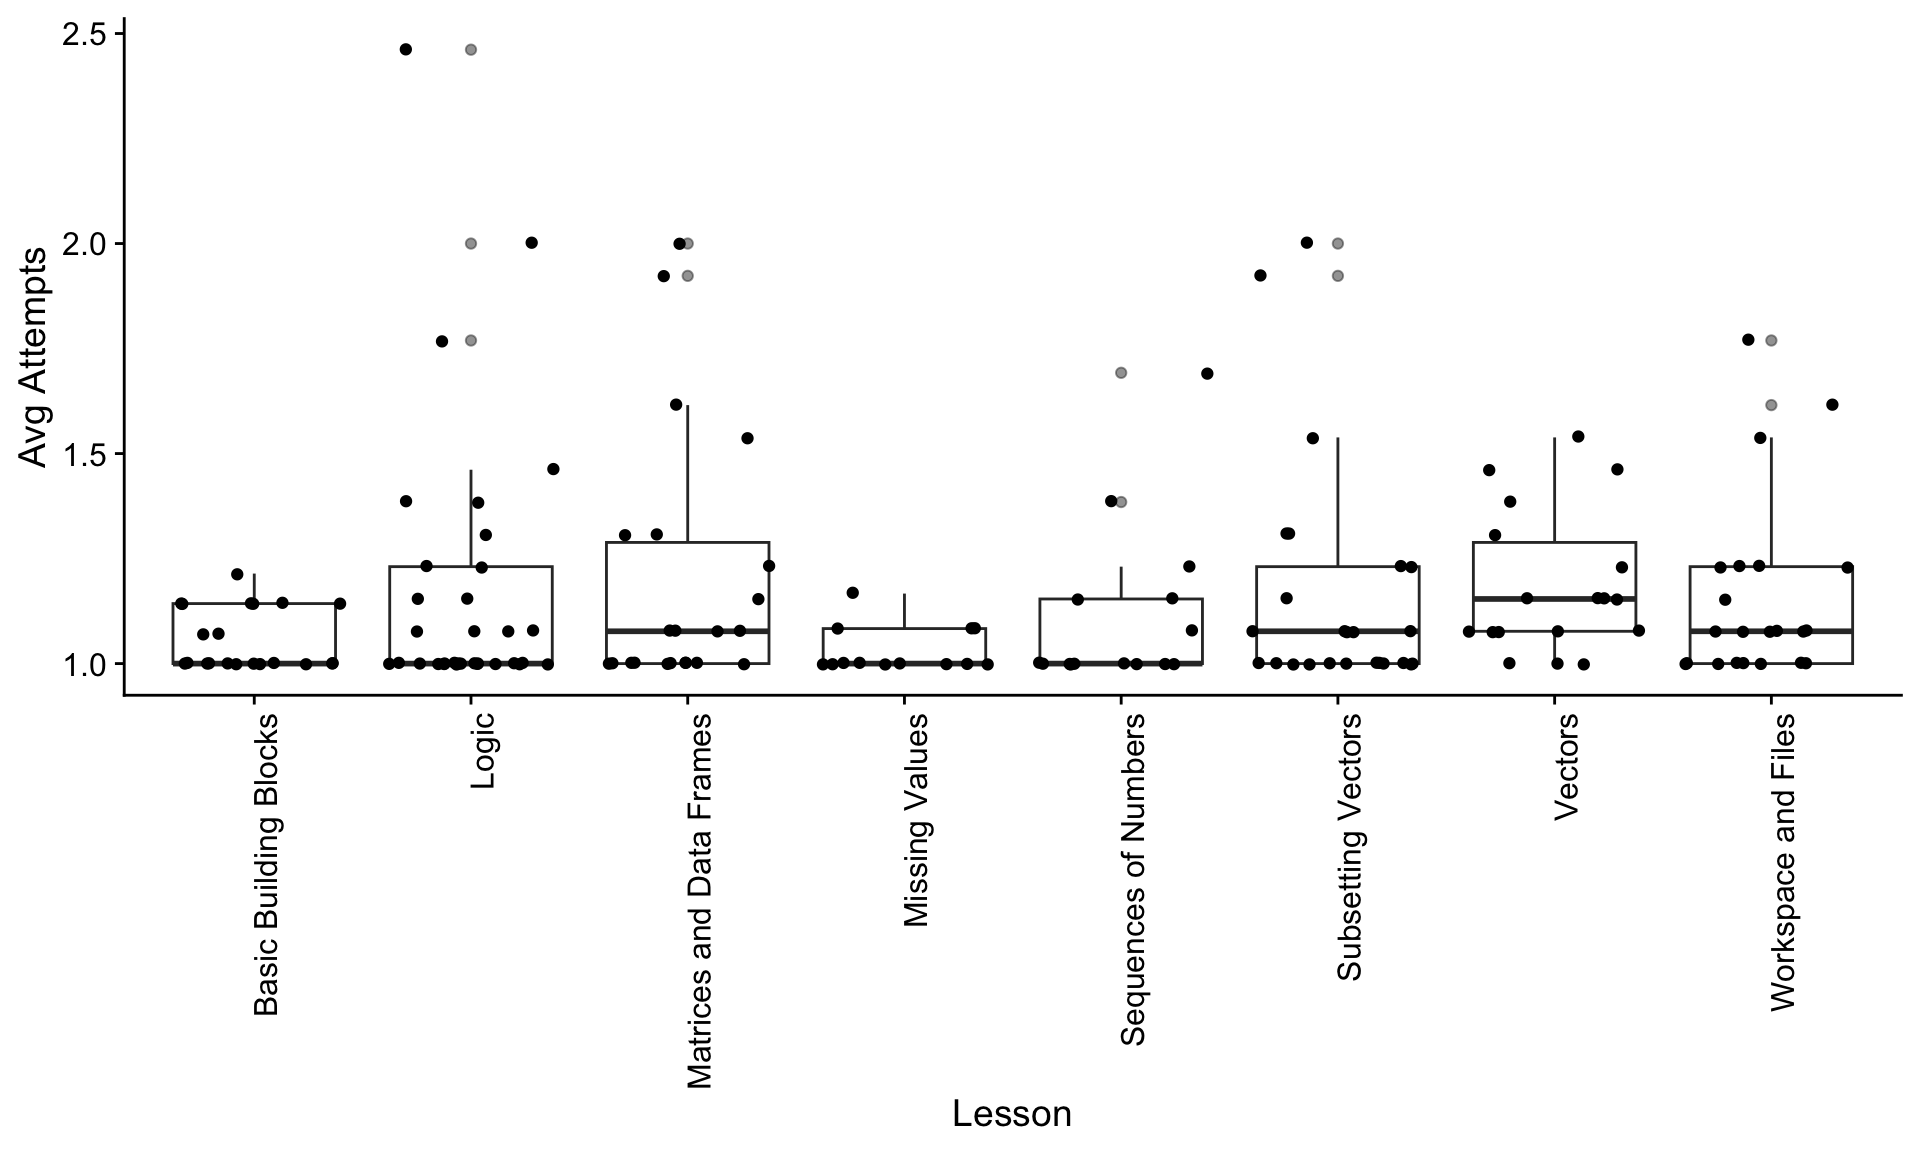 Avg Attempts
2.5
2.0
1.5
1.0
Basic Building Blocks
Logic
Matrices and Data Frames
Missing Values
Sequences of Numbers
Subsetting Vectors
Vectors
Workspace and Files
Lesson